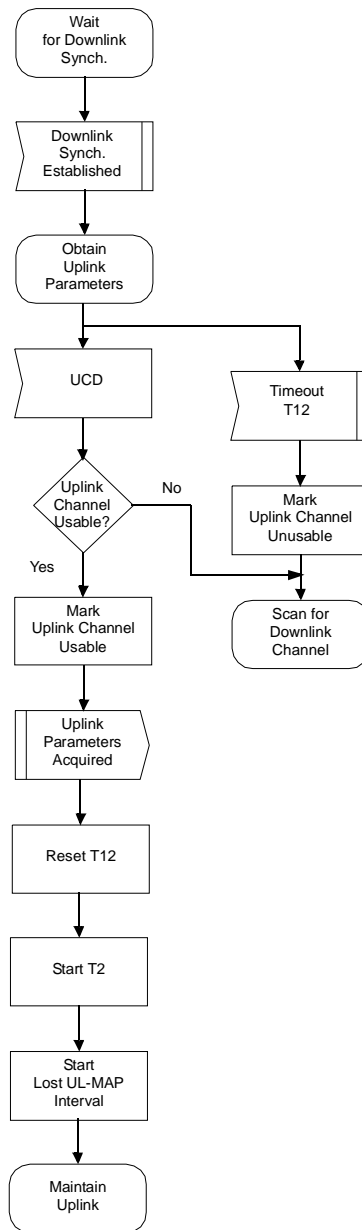 Wait
for Downlink
Synch.
Downlink
Synch.
Established
Obtain
Uplink
Parameters
UCD
Timeout
T12
Uplink
Channel
Usable?
No
Mark
Uplink Channel
Unusable
Yes
Mark
Uplink Channel
Usable
Scan for
Downlink
Channel
Uplink
Parameters
Acquired
Reset T12
Start T2
Start
Lost UL-MAP
Interval
Maintain
Uplink